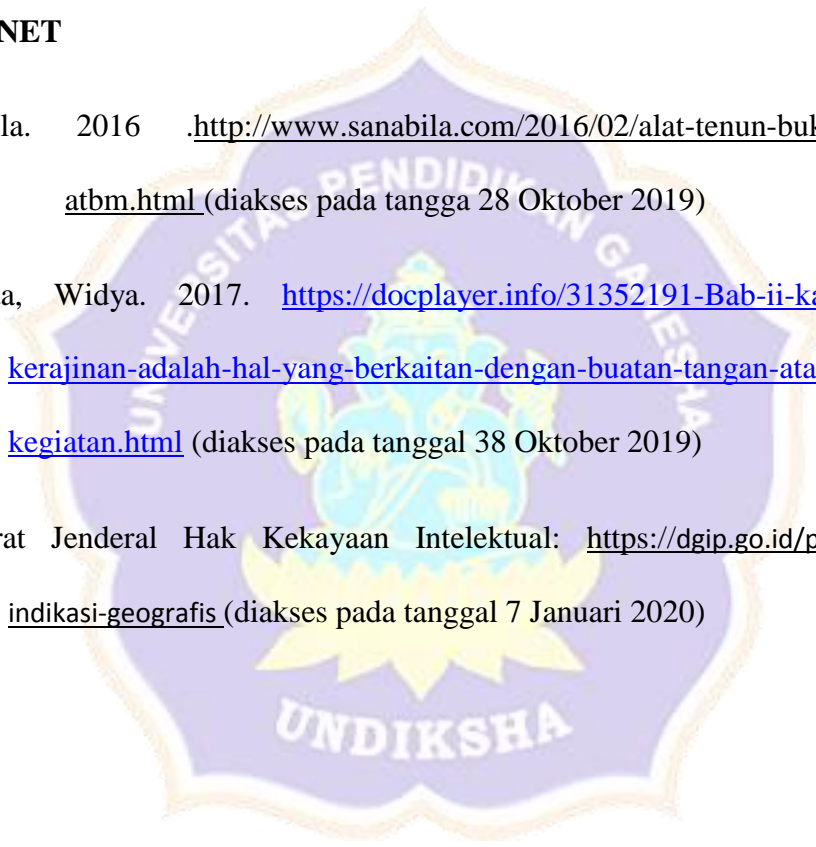 NET
la. 2016 .http://www.sanabila.com/2016/02/alat-tenun-buk
atbm.html (diakses pada tangga 28 Oktober 2019)
a, Widya. 2017. https://docplayer.info/31352191-Bab-ii-ka
kerajinan-adalah-hal-yang-berkaitan-dengan-buatan-tangan-ata
kegiatan.html (diakses pada tanggal 38 Oktober 2019)
rat Jenderal Hak Kekayaan Intelektual: https://dgip.go.id/p
indikasi-geografis (diakses pada tanggal 7 Januari 2020)
UNIVERSITAS PENDIDIKAN GANESHA
UNDIKSHA